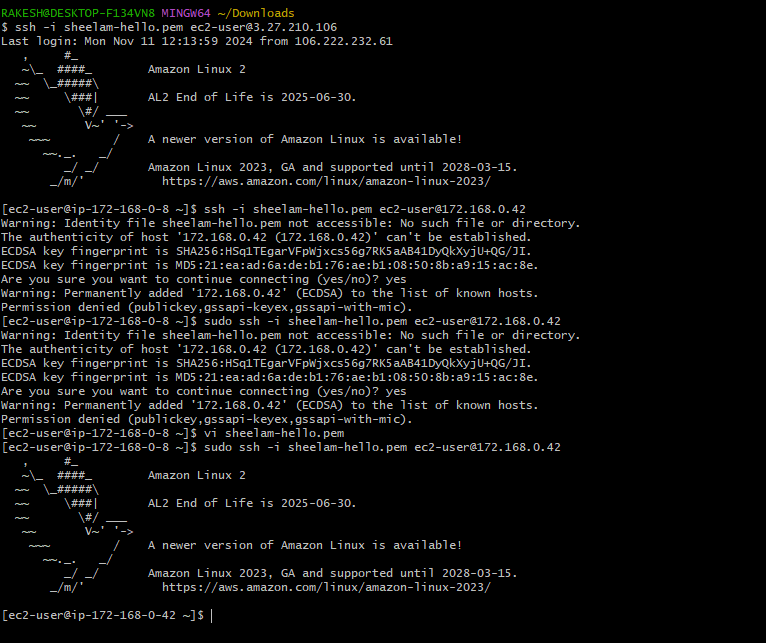 RAKESH@DESKTOP-F134VN8 MINGW64 ~/Downloads
$ ssh -i sheelam-hello.pem ec2-user@3.27.210.106
Last login: Mon Nov 11 12:13:59 2024 from 106.222.232.61
   ,     #_
   ~\_  ####_        Amazon Linux 2
  ~~  \_#####\
  ~~     \###|       AL2 End of Life is 2025-06-30.
  ~~       \#/ ___
   ~~       V~' '->
    ~~~         /    A newer version of Amazon Linux is available!
      ~~._.   _/
         _/ _/       Amazon Linux 2023, GA and supported until 2028-03-15.
       _/m/'           https://aws.amazon.com/linux/amazon-linux-2023/
[ec2-user@ip-172-168-0-8 ~]$ ssh -i sheelam-hello.pem ec2-user@172.168.0.42
Warning: Identity file sheelam-hello.pem not accessible: No such file or directory.
The authenticity of host '172.168.0.42 (172.168.0.42)' can't be established.
ECDSA key fingerprint is SHA256:HSq1TEgarVFpWjxcs56g7RK5aAB41DyQkXyjU+QG/JI.
ECDSA key fingerprint is MD5:21:ea:ad:6a:de:b1:76:ae:b1:08:50:8b:a9:15:ac:8e.
Are you sure you want to continue connecting (yes/no)? yes
Warning: Permanently added '172.168.0.42' (ECDSA) to the list of known hosts.
Permission denied (publickey,gssapi-keyex,gssapi-with-mic).
[ec2-user@ip-172-168-0-8 ~]$ sudo ssh -i sheelam-hello.pem ec2-user@172.168.0.42
Warning: Identity file sheelam-hello.pem not accessible: No such file or directory.
The authenticity of host '172.168.0.42 (172.168.0.42)' can't be established.
ECDSA key fingerprint is SHA256:HSq1TEgarVFpWjxcs56g7RK5aAB41DyQkXyjU+QG/JI.
ECDSA key fingerprint is MD5:21:ea:ad:6a:de:b1:76:ae:b1:08:50:8b:a9:15:ac:8e.
Are you sure you want to continue connecting (yes/no)? yes
Warning: Permanently added '172.168.0.42' (ECDSA) to the list of known hosts.
Permission denied (publickey,gssapi-keyex,gssapi-with-mic).
[ec2-user@ip-172-168-0-8 ~]$ vi sheelam-hello.pem
[ec2-user@ip-172-168-0-8 ~]$ sudo ssh -i sheelam-hello.pem ec2-user@172.168.0.42
   ,     #_
   ~\_  ####_        Amazon Linux 2
  ~~  \_#####\
  ~~     \###|       AL2 End of Life is 2025-06-30.
  ~~       \#/ ___
   ~~       V~' '->
    ~~~         /    A newer version of Amazon Linux is available!
      ~~._.   _/
         _/ _/       Amazon Linux 2023, GA and supported until 2028-03-15.
       _/m/'           https://aws.amazon.com/linux/amazon-linux-2023/
[ec2-user@ip-172-168-0-42 ~]$